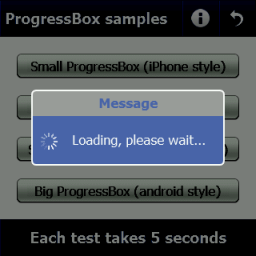 ProgressBox samples
Small ProgressBox (iPhone style)
Message
Loading, please wait...
Big ProgressBox (android style)
Each test takes 5 seconds